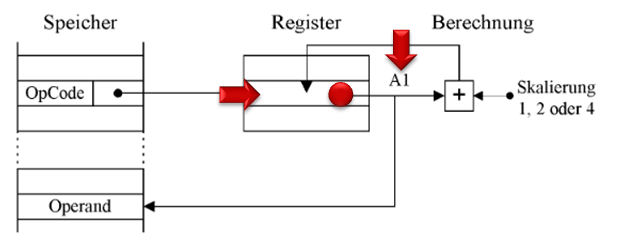 Speicher
Register
Berechnung
A1
OpCode
+
Skalierung
1, 2 oder 4
Operand